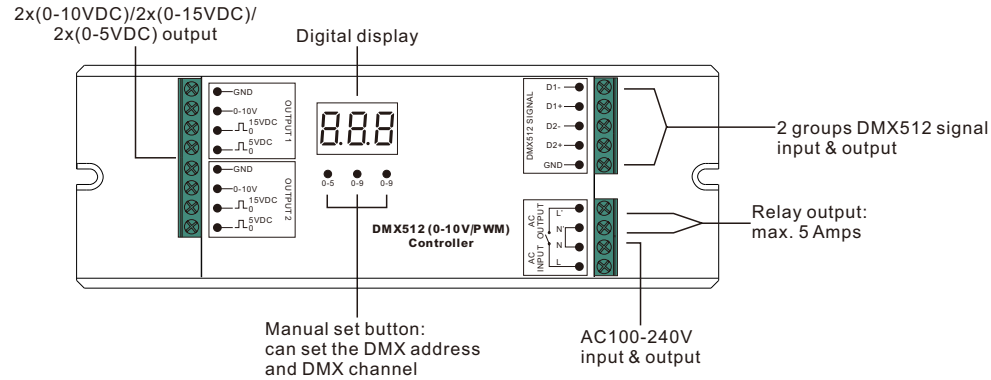 2x(0-10VDC)/2x(0-15VDC)/
2x(0-5VDC) output
Digital display
GND
0-10V
15VDC
0
5VDC
0
OUTPUT 1
GND
0-10V
15VDC
0
5VDC
0
OUTPUT 2
8.8.8
0-5
0-9
0-9
DMX512 (0-10V/PWM)
Controller
DMX512 SIGNAL
D1-
D1+
D2-
D2+
GND
AC
OUTPUT
AC
INPUT
L'
N'
N
L
2 groups DMX512 signal
input & output
Relay output:
max. 5 Amps
AC100-240V
input & output
Manual set button:
can set the DMX address
and DMX channel